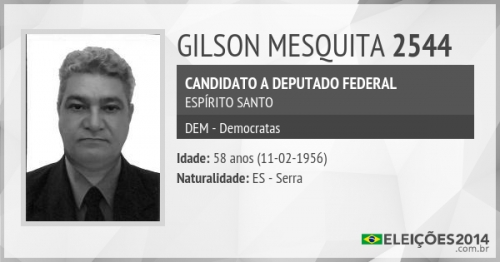 GILSON MESQUITA 2544
CANDIDATO A DEPUTADO FEDERAL
ESPÍRITO SANTO
DEM - Democratas
Idade: 58 anos (11-02-1956)
Naturalidade: ES - Serra
ELEIÇÕES2014
.com.br